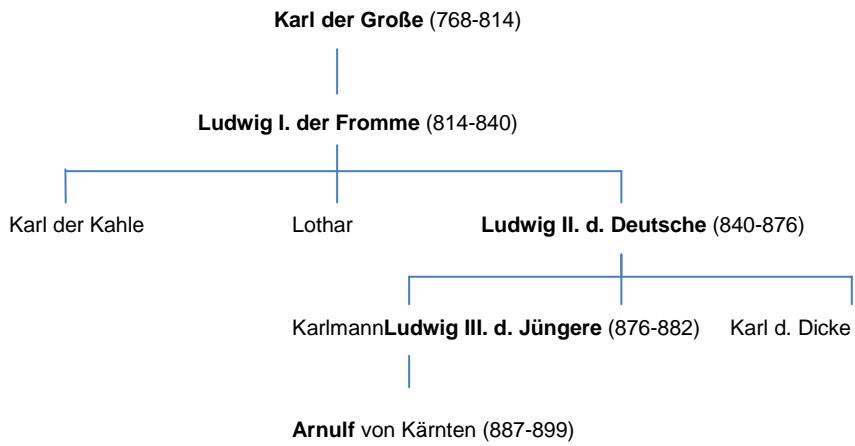 Karl der Große (768-814)
Ludwig I. der Fromme (814-840)
Karl der Kahle Lothar Ludwig II. d. Deutsche (840-876)
KarlmannLudwig III. d. Jüngere (876-882) Karl d. Dicke
Arnulf von Kärnten (887-899)